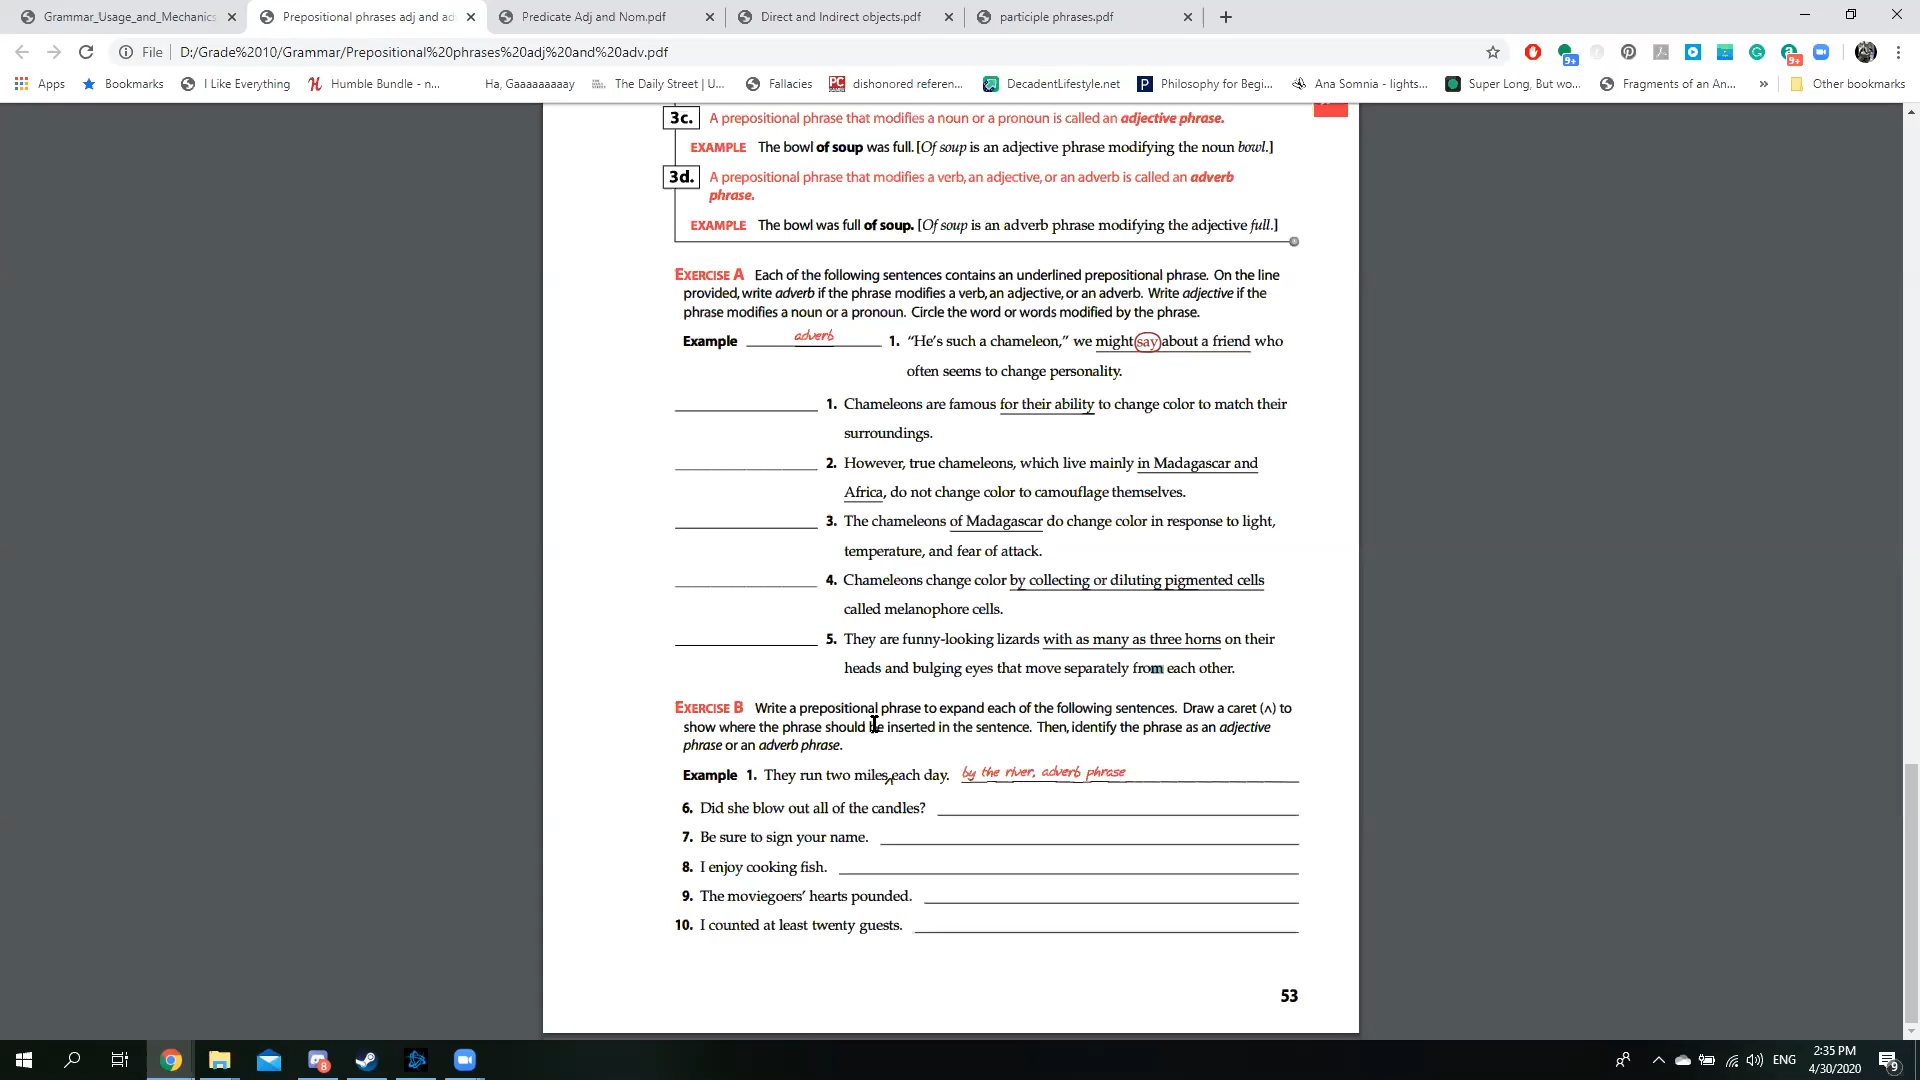 Grammar_Usage_and_Mechanics
Prepositional phrases adj and ad
Predicate Adj and Nom.pdf
Direct and Indirect objects.pdf
participle phrases.pdf
File | D:/Grade%2010/Grammar/Prepositional%20phrases%20adj%20and%20adv.pdf
9+
9+
Apps
Bookmarks
I Like Everything
Humble Bundle - n...
Ha, Gaaaaaaaaay
The Daily Street | U...
Fallacies
dishonored referen...
DecadentLifestyle.net
Philosophy for Begi...
Ana Somnia - lights...
Super Long, But wo...
Fragments of an An...
»
Other bookmarks
3c. A prepositional phrase that modifies a noun or a pronoun is called an adjective phrase.
EXAMPLE The bowl of soup was full. [Of soup is an adjective phrase modifying the noun bowl.]
3d. A prepositional phrase that modifies a verb, an adjective, or an adverb is called an adverb
phrase.
EXAMPLE The bowl was full of soup. [Of soup is an adverb phrase modifying the adjective full.]
EXERCISE A Each of the following sentences contains an underlined prepositional phrase. On the line
provided, write adverb if the phrase modifies a verb, an adjective, or an adverb. Write adjective if the
phrase modifies a noun or a pronoun. Circle the word or words modified by the phrase.
Example adverb 1. “He’s such a chameleon,” we might say about a friend who
often seems to change personality.
1. Chameleons are famous for their ability to change color to match their
surroundings.
2. However, true chameleons, which live mainly in Madagascar and
Africa, do not change color to camouflage themselves.
3. The chameleons of Madagascar do change color in response to light,
temperature, and fear of attack.
4. Chameleons change color by collecting or diluting pigmented cells
called melanophore cells.
5. They are funny-looking lizards with as many as three horns on their
heads and bulging eyes that move separately from each other.
EXERCISE B Write a prepositional phrase to expand each of the following sentences. Draw a caret (^) to
show where the phrase should be inserted in the sentence. Then, identify the phrase as an adjective
phrase or an adverb phrase.
Example 1. They run two miles^each day. by the river, adverb phrase
6. Did she blow out all of the candles?
7. Be sure to sign your name.
8. I enjoy cooking fish.
9. The moviegoers’ hearts pounded.
10. I counted at least twenty guests.
53
8
ENG
2:35 PM
4/30/2020
9